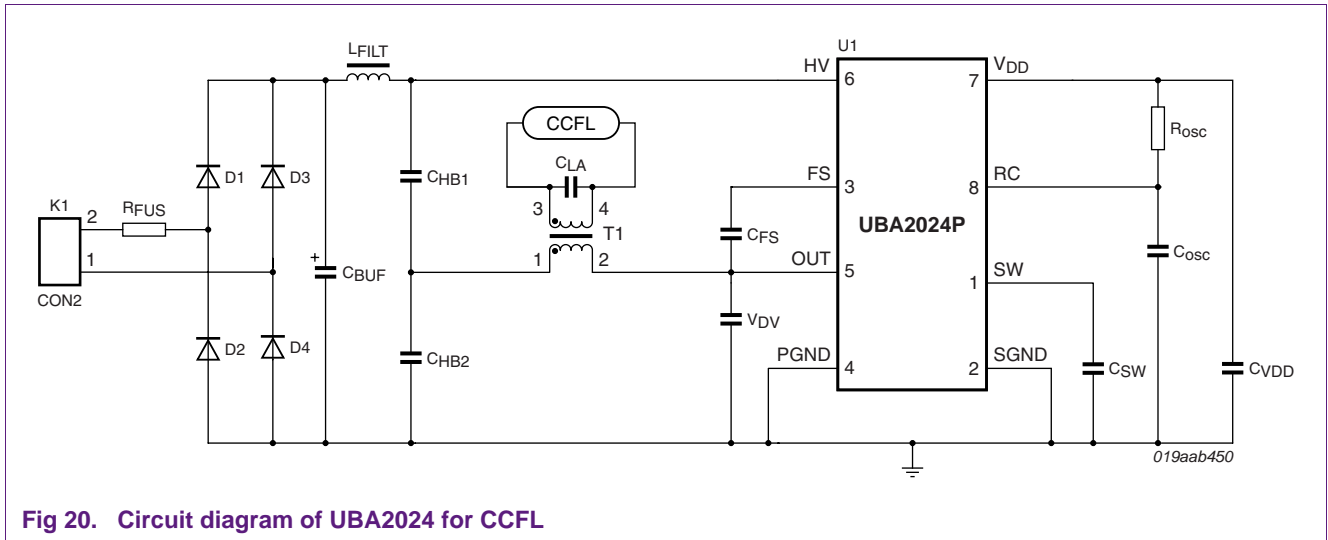 U1
LFILT
HV
6
7
VDD
CCFL
Rosc
CLA
D1
D3
CHB1
FS
3
8
RC
K1
2
RFUS
3
4
UBA2024P
T1
CFS
1
+
CBUF
1
2
OUT
5
Cosc
1
SW
CON2
VDV
D2
D4
CHB2
PGND
4
2
SGND
CSW
CVDD
019aab450
Fig 20. Circuit diagram of UBA2024 for CCFL